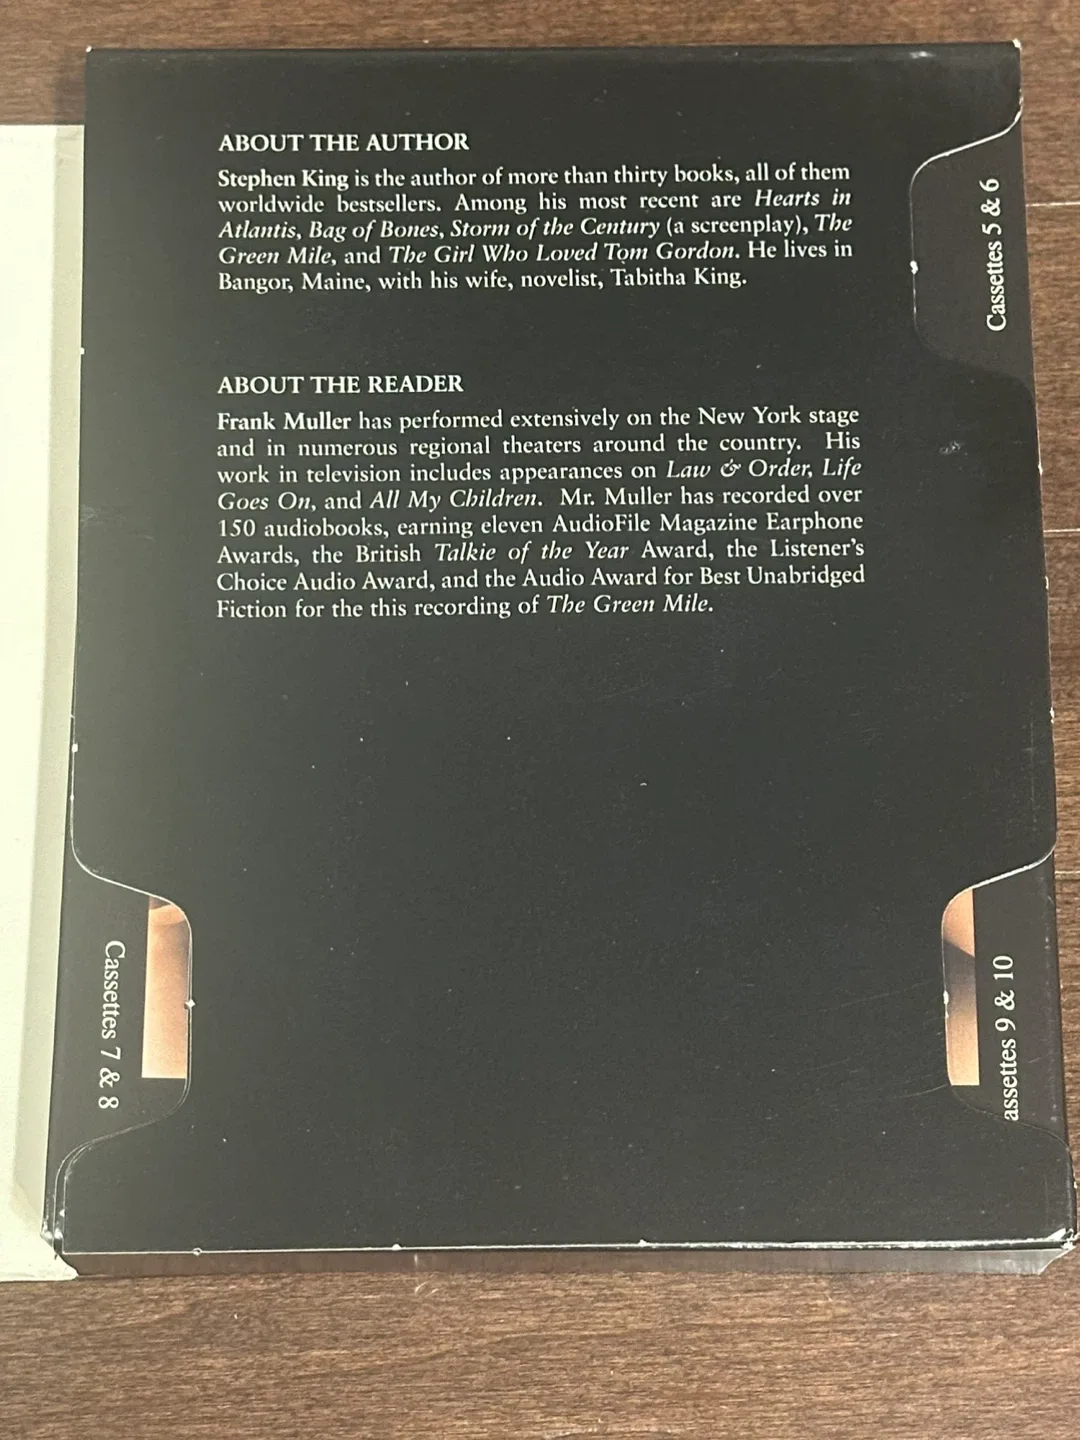 ABOUT THE AUTHOR
Stephen King is the author of more than thirty books, all of them
worldwide bestsellers. Among his most recent are Hearts in
Atlantis, Bag of Bones, Storm of the Century (a screenplay), The
Green Mile, and The Girl Who Loved Tom Gordon. He lives in
Bangor, Maine, with his wife, novelist, Tabitha King.
ABOUT THE READER
Frank Muller has performed extensively on the New York stage
and in numerous regional theaters around the country. His
work in television includes appearances on Law & Order, Life
Goes On, and All My Children. Mr. Muller has recorded over
150 audiobooks, earning eleven AudioFile Magazine Earphone
Awards, the British Talkie of the Year Award, the Listener's
Choice Audio Award, and the Audio Award for Best Unabridged
Fiction for the this recording of The Green Mile.
Cassettes 5 & 6
Cassettes 7 & 8
assettes 9 & 10